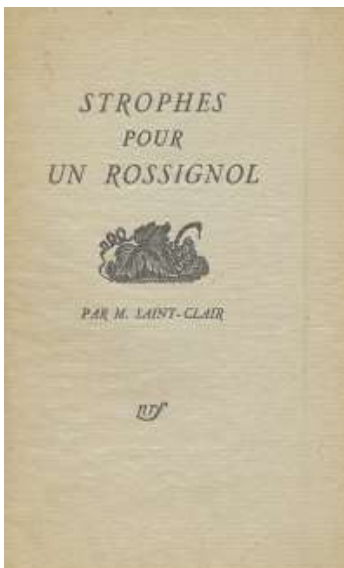 STROPHES
POUR
UN ROSSIGNOL
PAR M. SAINT-CLAIR
nrf